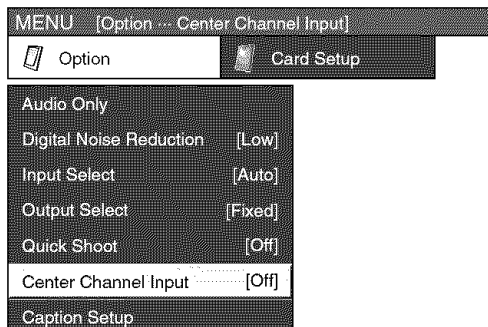 MENU [Option ··· Center Channel Input]
Option Card Setup
Audio Only
Digital Noise Reduction [Low]
Input Select [Auto]
Output Select [Fixed]
Quick Shoot [Off]
Center Channel Input [Off]
Caption Setup